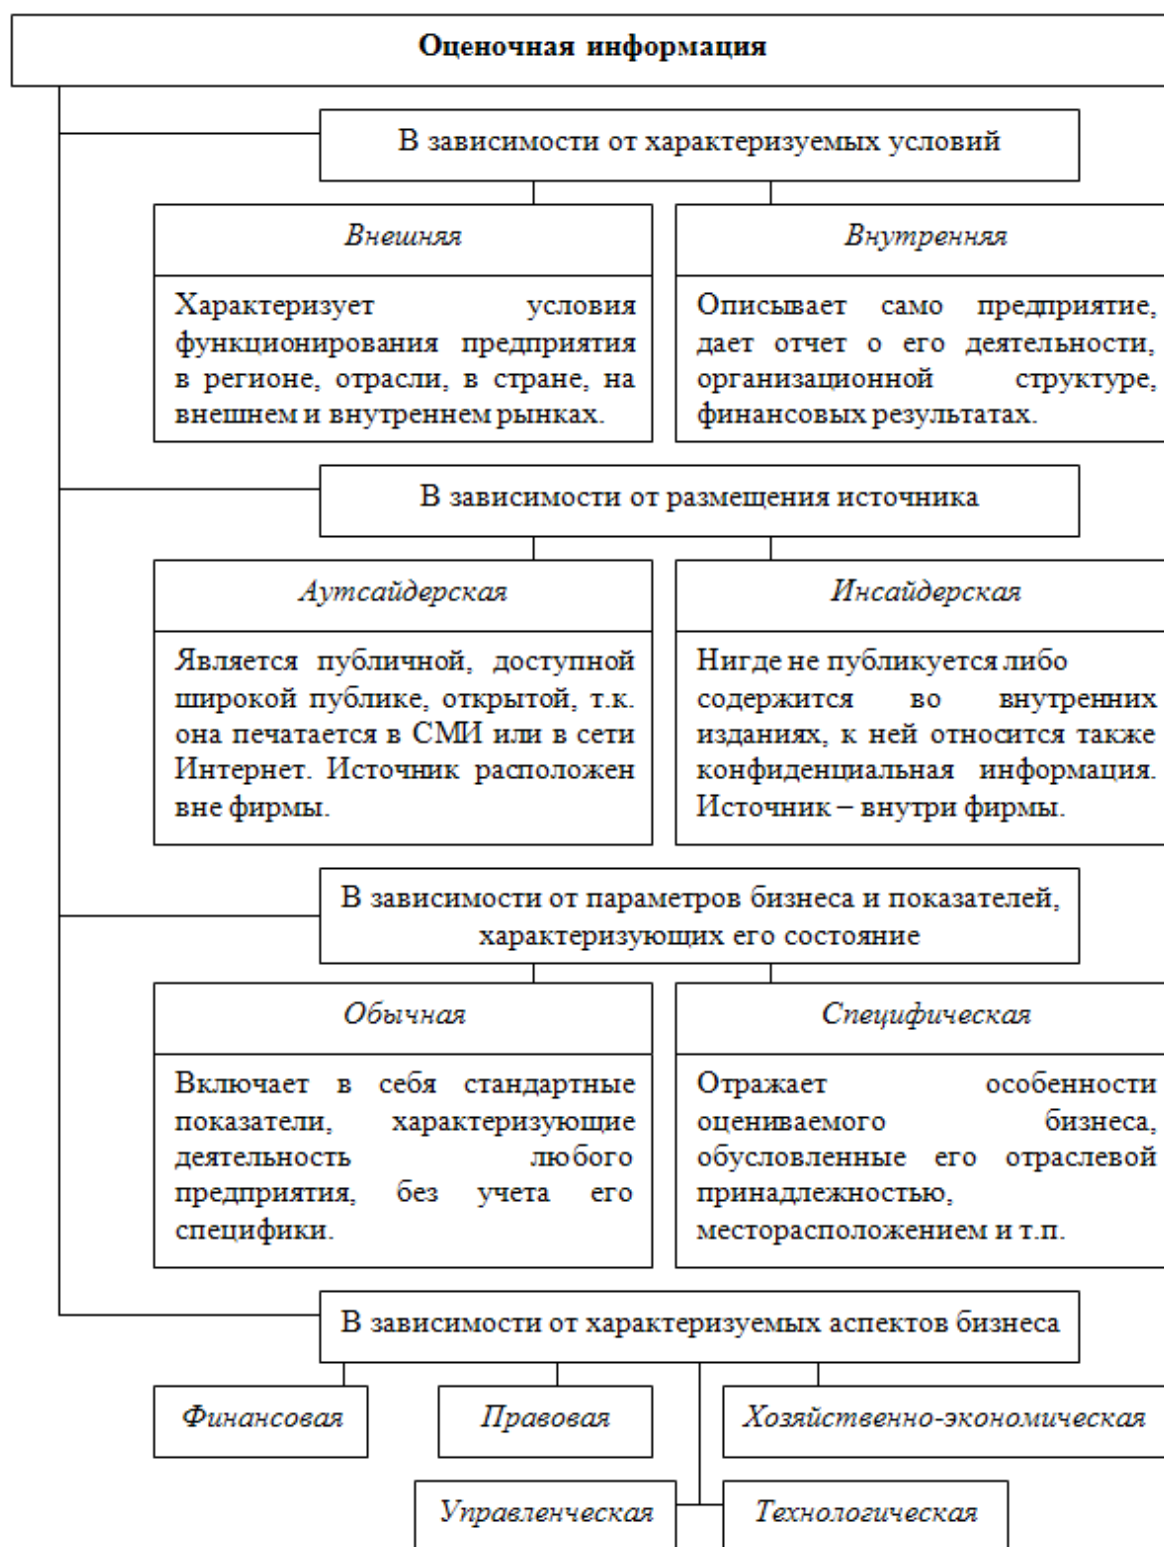 Оценочная информация
В зависимости от характеризуемых условий
Внешняя
Характеризует условия
функционирования предприятия
в регионе, отрасли, в стране, на
внешнем и внутреннем рынках.
Внутренняя
Описывает само предприятие,
дает отчет о его деятельности,
организационной структуре,
финансовых результатах.
В зависимости от размещения источника
Аутсайдерская
Является публичной, доступной
широкой публике, открытой, т.к.
она печатается в СМИ или в сети
Интернет. Источник расположен
вне фирмы.
Инсайдерская
Нигде не публикуется либо
содержится во внутренних
изданиях, к ней относится также
конфиденциальная информация.
Источник – внутри фирмы.
В зависимости от параметров бизнеса и показателей,
характеризующих его состояние
Обычная
Включает в себя стандартные
показатели, характеризующие
деятельность любого
предприятия, без учета его
специфики.
Специфическая
Отражает особенности
оцениваемого бизнеса,
обусловленные его отраслевой
принадлежностью,
месторасположением и т.п.
В зависимости от характеризуемых аспектов бизнеса
Финансовая
Правовая
Хозяйственно-экономическая
Управленческая
Технологическая